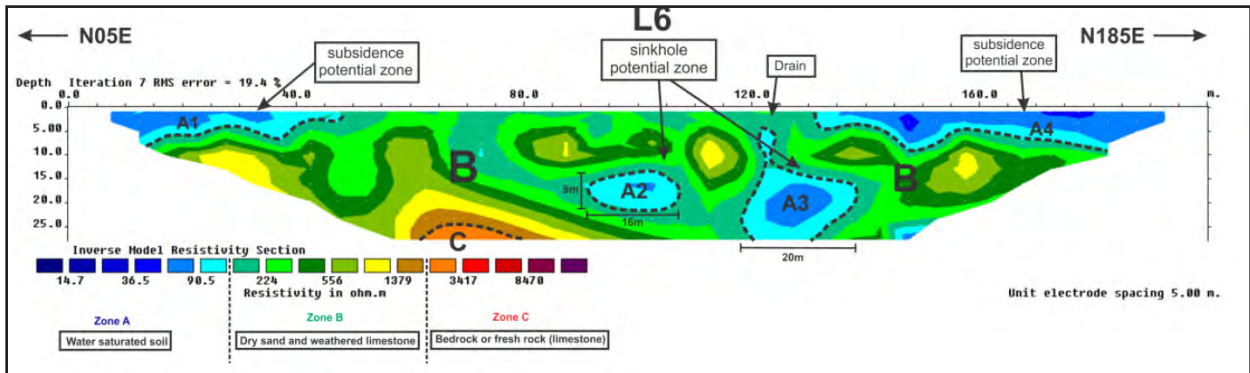 L6
N05E
N185E
subsidence
potential zone
sinkhole
potential zone
Drain
subsidence
potential zone
Depth Iteration 7 RMS error = 19.4 %
0.0 40.0 80.0 120.0 160.0 m.
0.0
5.00
10.0
15.0
20.0
25.0
A1
A4
B
B
8m
A2
A3
16m
C
20m
Inverse Model Resistivity Section
14.7 36.5 90.5 224 556 1379 3417 8470
Resistivity in ohm.m
Unit electrode spacing 5.00 m.
Zone A Zone B Zone C
Water saturated soil Dry sand and weathered limestone Bedrock or fresh rock (limestone)